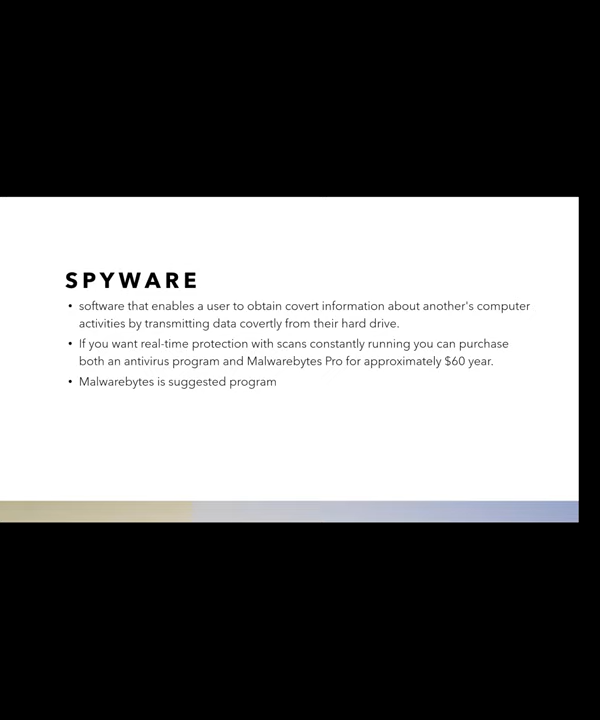 SPYWARE
• software that enables a user to obtain covert information about another's computer
activities by transmitting data covertly from their hard drive.
• If you want real-time protection with scans constantly running you can purchase
both an antivirus program and Malwarebytes Pro for approximately $60 year.
• Malwarebytes is suggested program